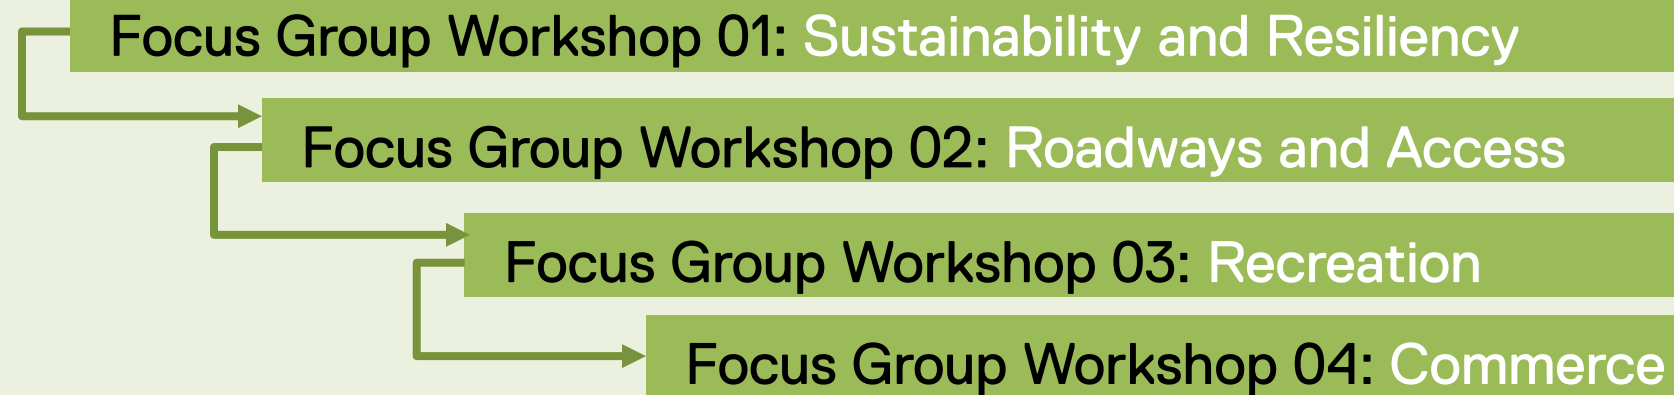 Focus Group Workshop 01: Sustainability and Resiliency
Focus Group Workshop 02: Roadways and Access
Focus Group Workshop 03: Recreation
Focus Group Workshop 04: Commerce